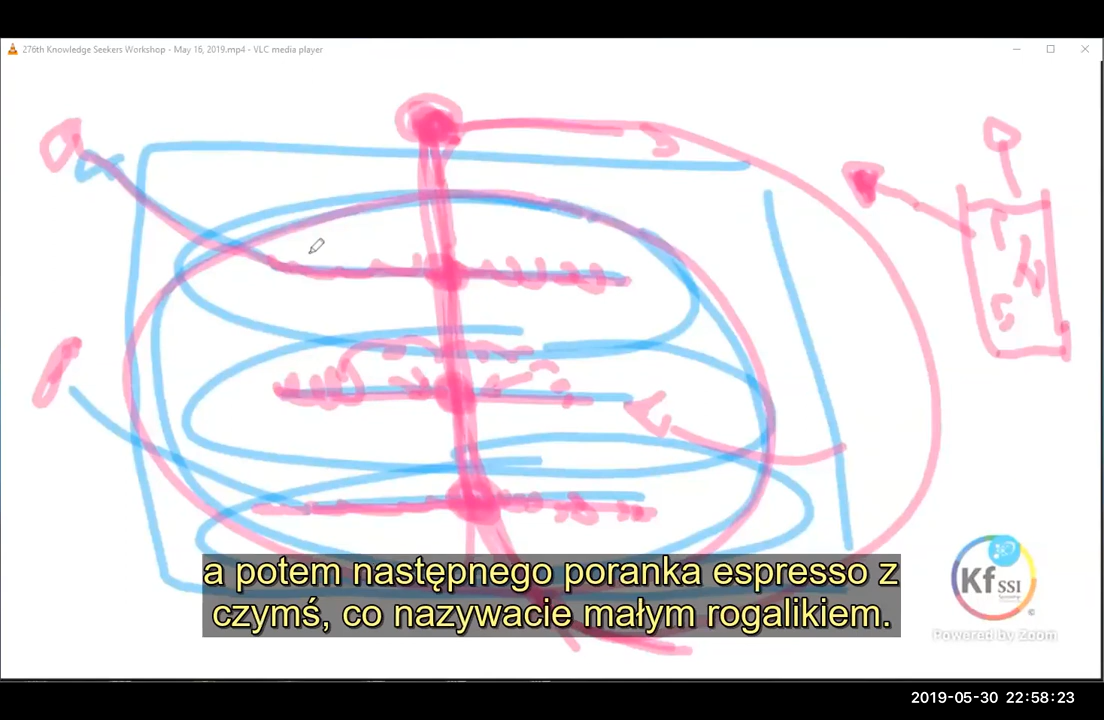 276th Knowledge Seekers Workshop - May 16, 2019.mp4 - VLC media player
a potem następnego poranka espresso z
czymś, co nazywacie małym rogalikiem.
Kf SSI
Powered by Zoom
2019-05-30 22:58:23